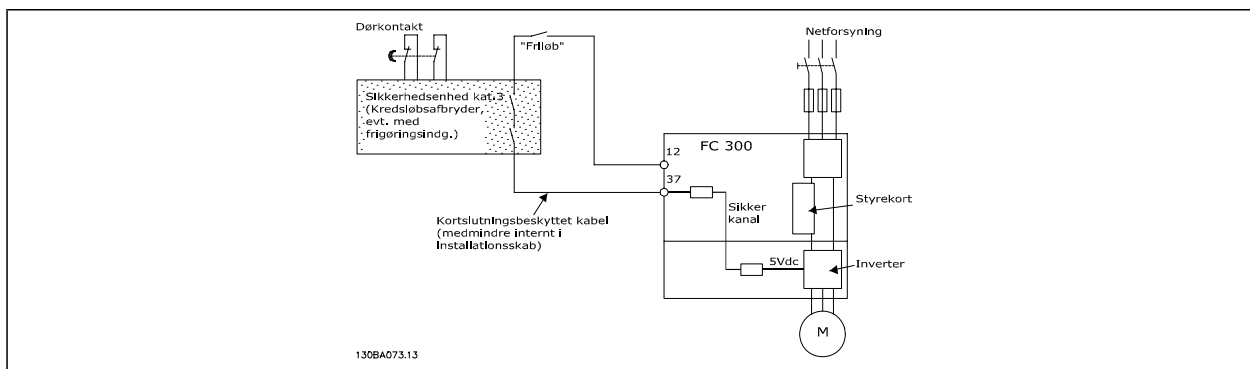 Dørkontakt
"Friløb"
Netforsyning
Sikkerhedsenhed kat.3
(Kredsløbsafbryder,
evt. med
frigøringsindg.)
12
FC 300
37
Sikker
kanal
Styrekort
Kortslutningsbeskyttet kabel
(medmindre internt i
installationsskab)
5Vdc
Inverter
M
130BA073.13